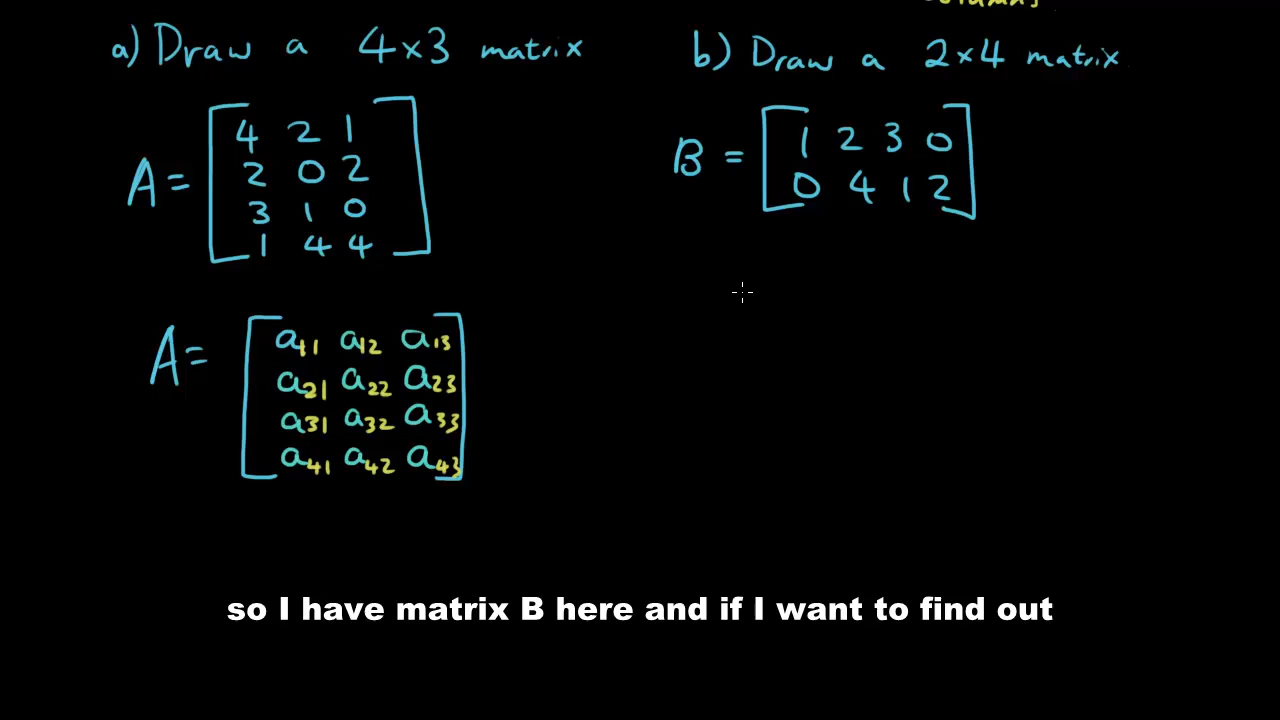 a) Draw a 4×3 matrix
A = [4 2 1
2 0 2
3 1 0
1 4 4]
A = [a11 a12 a13
a21 a22 a23
a31 a32 a33
a41 a42 a43]
b) Draw a 2×4 matrix
B = [1 2 3 0
0 4 1 2]
so I have matrix B here and if I want to find out